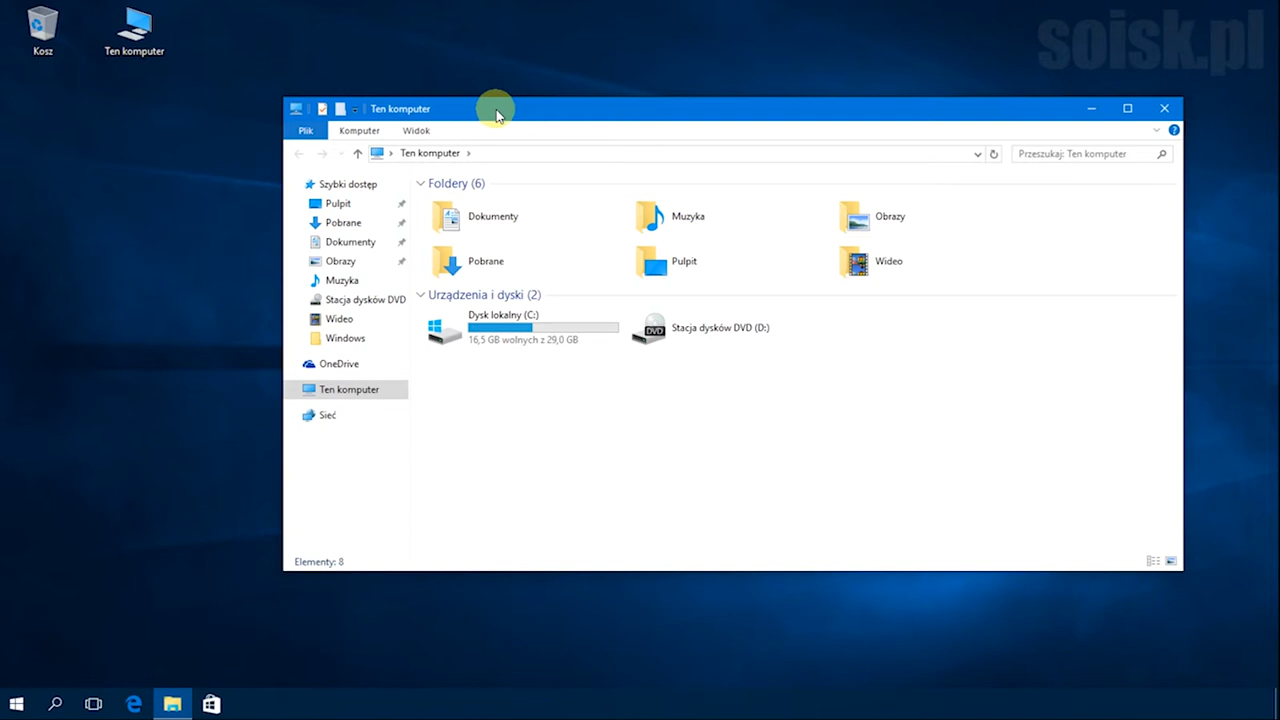 soisk.pl
Kosz
Ten komputer
Ten komputer
Plik Komputer Widok
Ten komputer
Przeszukaj: Ten komputer
Szybki dostęp
Pulpit
Pobrane
Dokumenty
Obrazy
Muzyka
Stacja dysków DVD
Wideo
Windows
OneDrive
Ten komputer
Sieć
Foldery (6)
Dokumenty
Muzyka
Obrazy
Pobrane
Pulpit
Wideo
Urządzenia i dyski (2)
Dysk lokalny (C:)
16,5 GB wolnych z 29,0 GB
DVD
Stacja dysków DVD (D:)
Elementy: 8